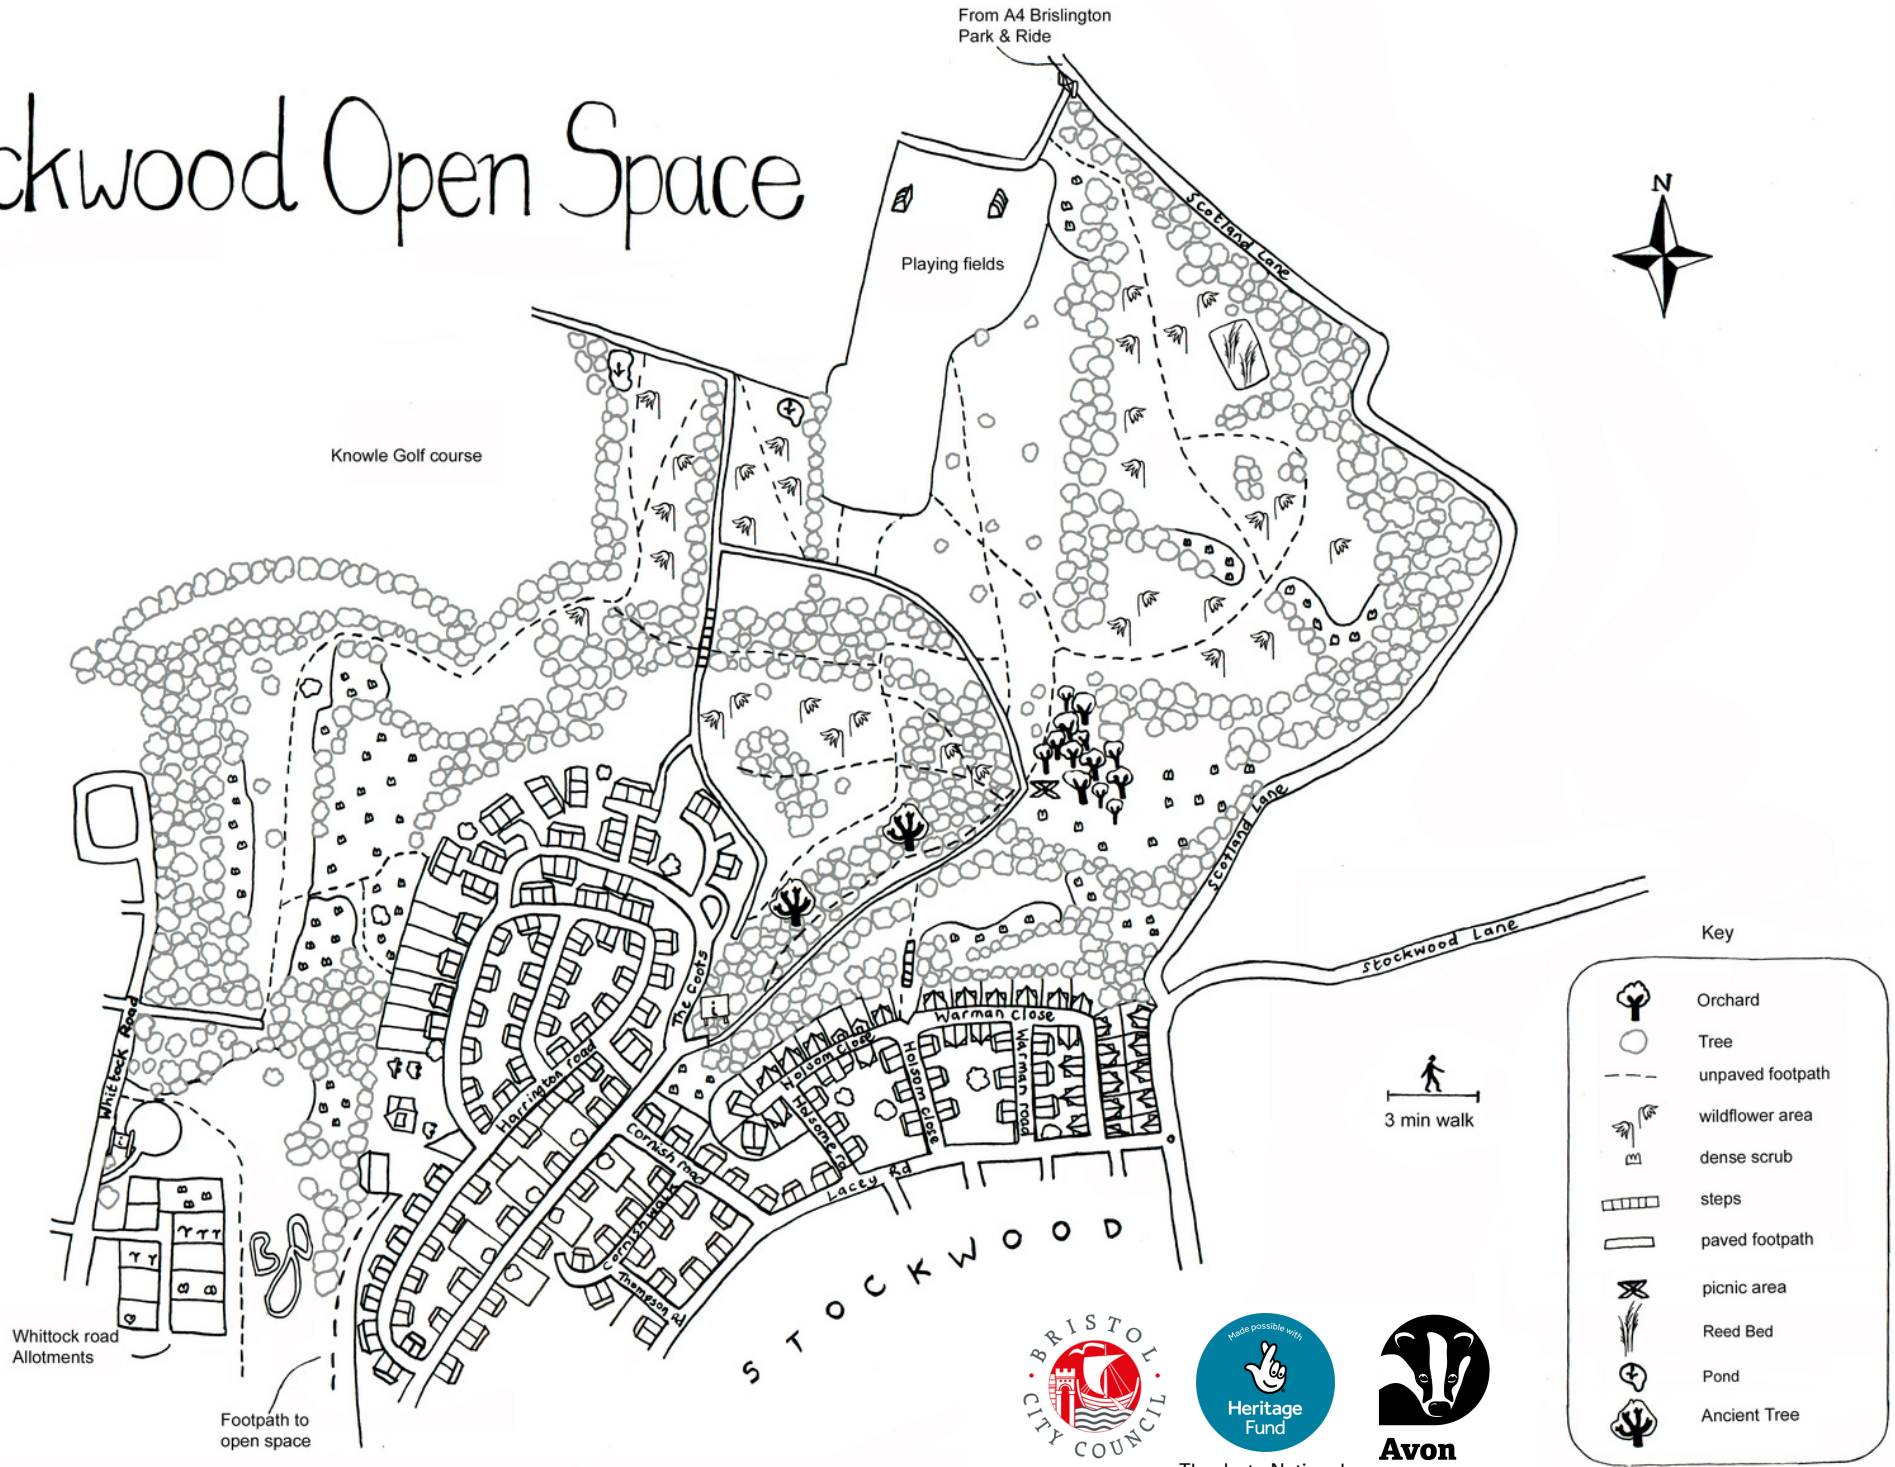 From A4 Brislington
Park & Ride
ckwood Open Space
N
Scotland Lane
Playing fields
Knowle Golf course
Scotland Lane
Stockwood Lane
The Coots
Whittock Road
Harrington road
Holsom Close
Warman Close
Holsome rd
Holsom Close
Warman road
Cornish road
Cornish Walk
Lacey Rd
Thompson Rd
STOCKWOOD
3 min walk
Whittock road
Allotments
Footpath to
open space
Key
Orchard
Tree
unpaved footpath
wildflower area
dense scrub
steps
paved footpath
picnic area
Reed Bed
Pond
Ancient Tree
BRISTOL
CITY COUNCIL
Made possible with
Heritage
Fund
Avon